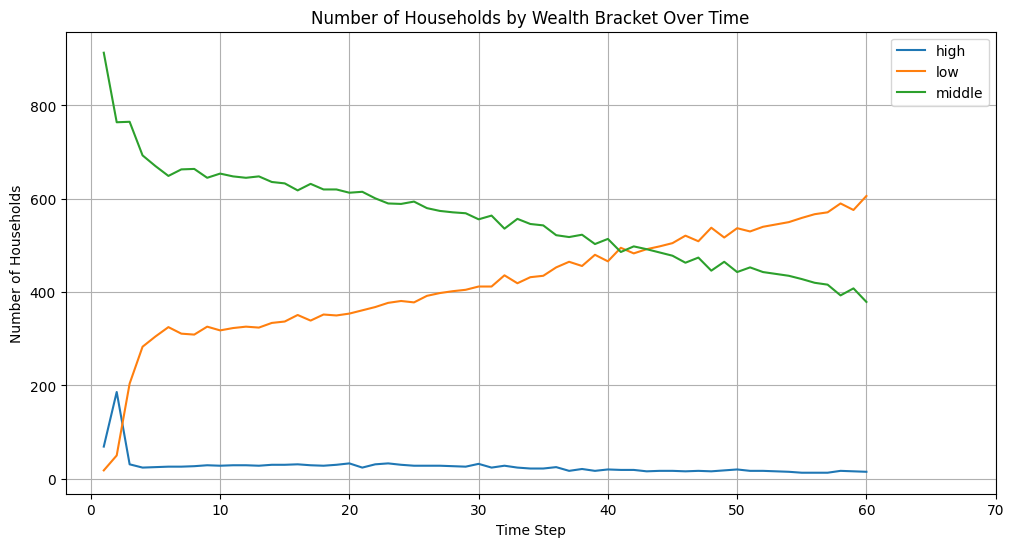 Number of Households by Wealth Bracket Over Time
high
low
middle
Number of Households
800
600
400
200
0
0 10 20 30 40 50 60 70
Time Step